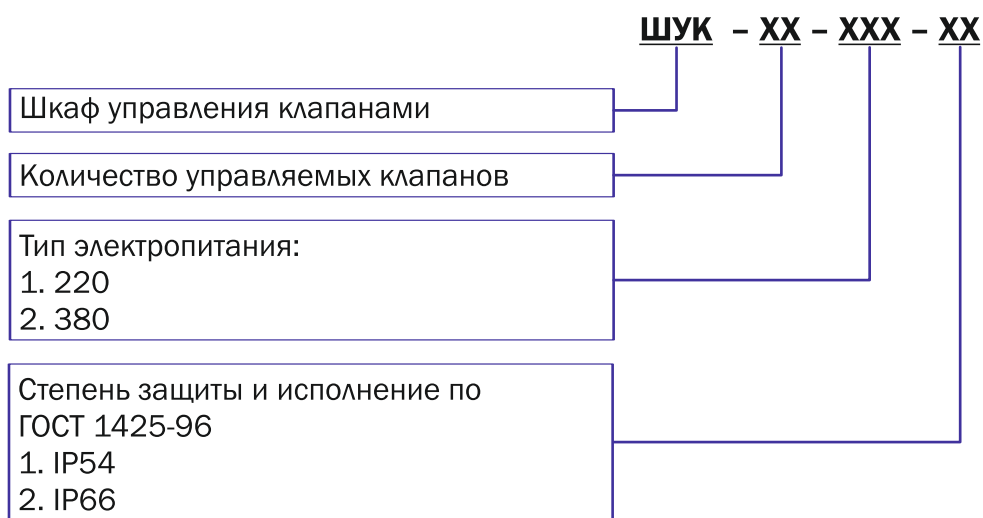 ШУК – ХХ – ХХХ – ХХ
Шкаф управления клапанами
Количество управляемых клапанов
Тип электропитания:
1. 220
2. 380
Степень защиты и исполнение по
ГОСТ 1425-96
1. IP54
2. IP66